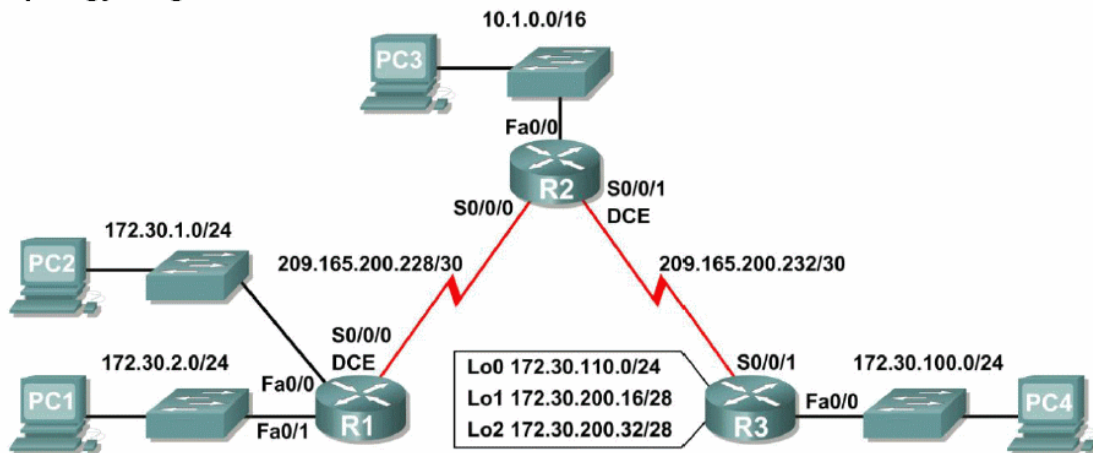 10.1.0.0/16
PC3
Fa0/0
R2
S0/0/1
DCE
S0/0/0
172.30.1.0/24
PC2
209.165.200.228/30
209.165.200.232/30
S0/0/0
DCE
172.30.2.0/24
Fa0/0
PC1
Fa0/1
R1
Lo0 172.30.110.0/24
Lo1 172.30.200.16/28
Lo2 172.30.200.32/28
S0/0/1
R3
172.30.100.0/24
Fa0/0
PC4